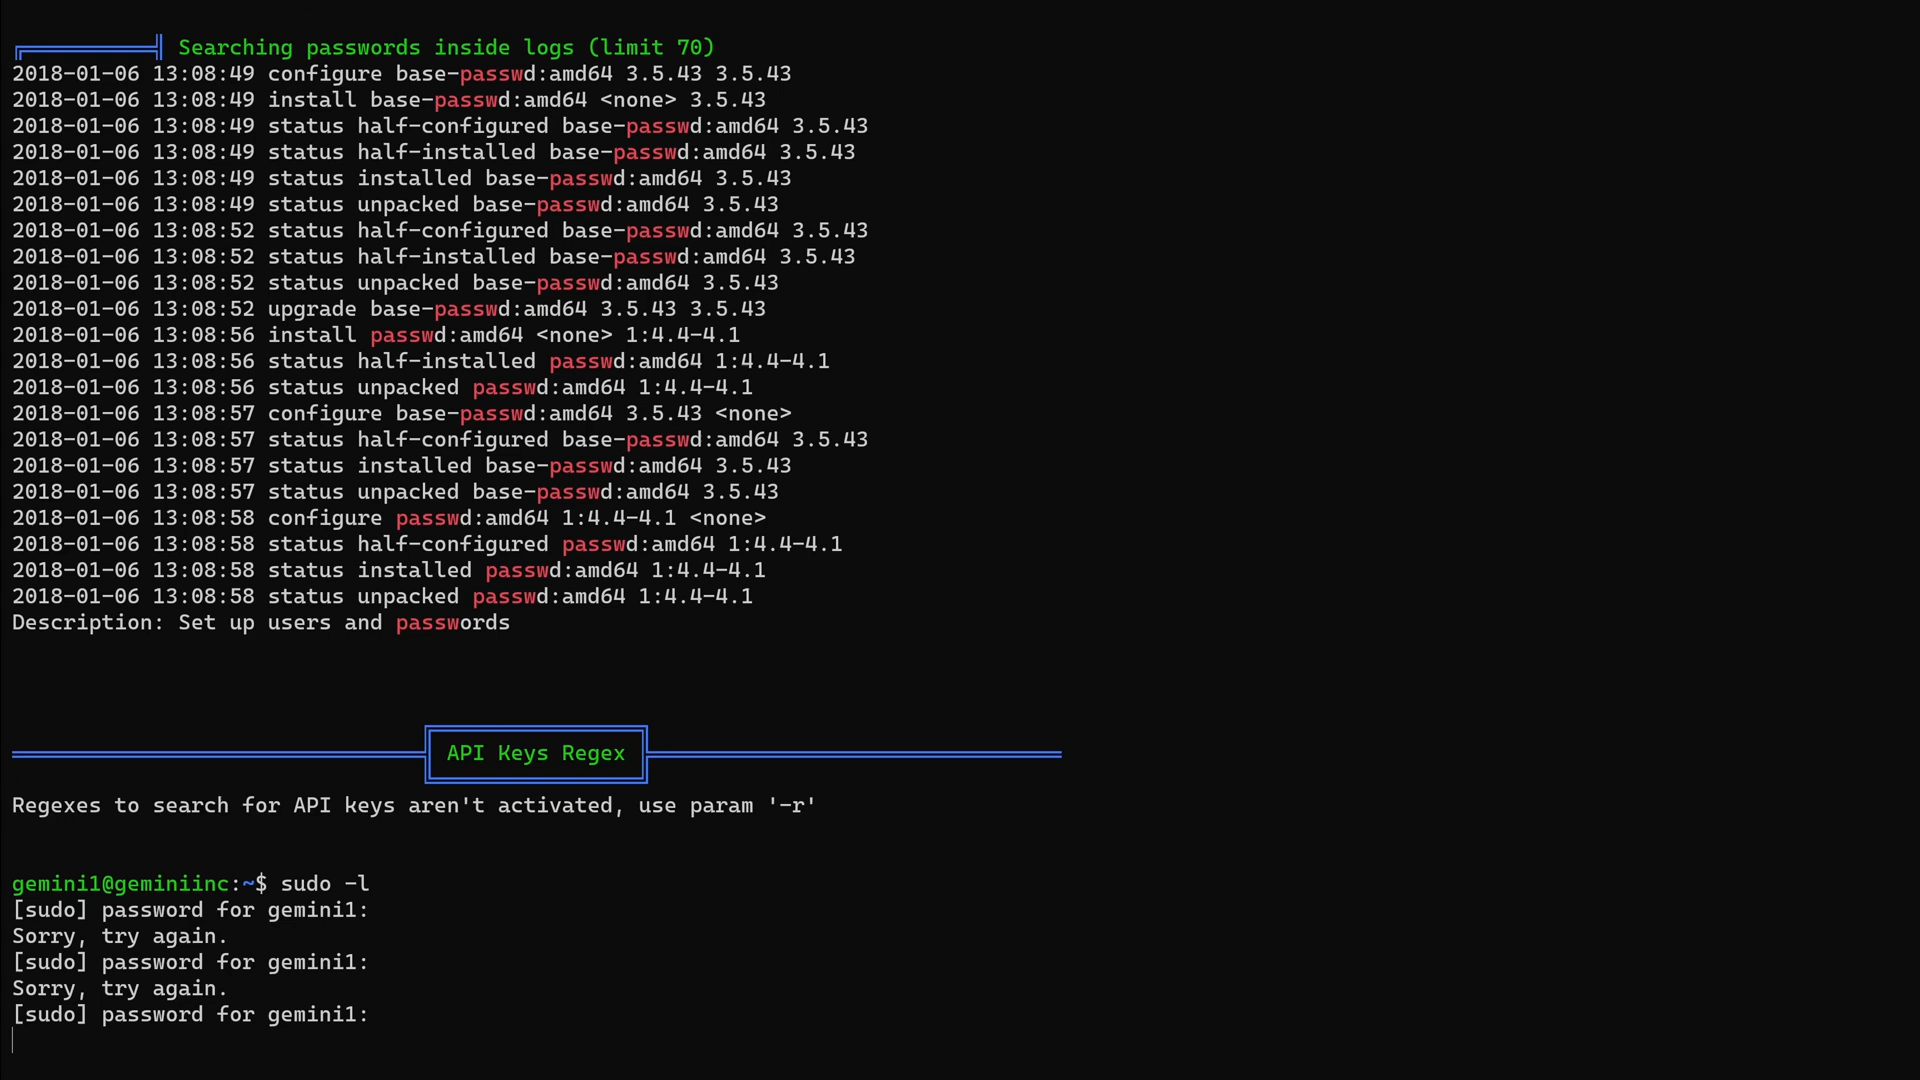 Searching passwords inside logs (limit 70)
2018-01-06 13:08:49 configure base-passwd:amd64 3.5.43 3.5.43
2018-01-06 13:08:49 install base-passwd:amd64 <none> 3.5.43
2018-01-06 13:08:49 status half-configured base-passwd:amd64 3.5.43
2018-01-06 13:08:49 status half-installed base-passwd:amd64 3.5.43
2018-01-06 13:08:49 status installed base-passwd:amd64 3.5.43
2018-01-06 13:08:49 status unpacked base-passwd:amd64 3.5.43
2018-01-06 13:08:52 status half-configured base-passwd:amd64 3.5.43
2018-01-06 13:08:52 status half-installed base-passwd:amd64 3.5.43
2018-01-06 13:08:52 status unpacked base-passwd:amd64 3.5.43
2018-01-06 13:08:52 upgrade base-passwd:amd64 3.5.43 3.5.43
2018-01-06 13:08:56 install passwd:amd64 <none> 1:4.4-4.1
2018-01-06 13:08:56 status half-installed passwd:amd64 1:4.4-4.1
2018-01-06 13:08:56 status unpacked passwd:amd64 1:4.4-4.1
2018-01-06 13:08:57 configure base-passwd:amd64 3.5.43 <none>
2018-01-06 13:08:57 status half-configured base-passwd:amd64 3.5.43
2018-01-06 13:08:57 status installed base-passwd:amd64 3.5.43
2018-01-06 13:08:57 status unpacked base-passwd:amd64 3.5.43
2018-01-06 13:08:58 configure passwd:amd64 1:4.4-4.1 <none>
2018-01-06 13:08:58 status half-configured passwd:amd64 1:4.4-4.1
2018-01-06 13:08:58 status installed passwd:amd64 1:4.4-4.1
2018-01-06 13:08:58 status unpacked passwd:amd64 1:4.4-4.1
Description: Set up users and passwords
API Keys Regex
Regexes to search for API keys aren't activated, use param '-r'
gemini1@geminiinc:~$ sudo -l
[sudo] password for gemini1:
Sorry, try again.
[sudo] password for gemini1:
Sorry, try again.
[sudo] password for gemini1: